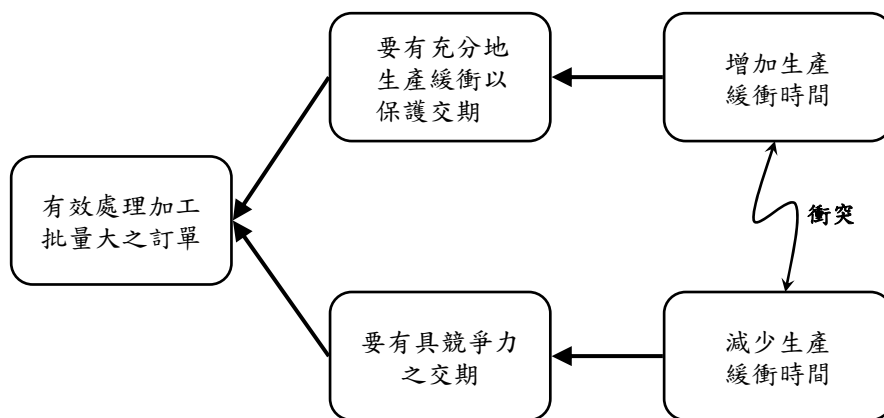 要有充分地
生產緩衝以
保護交期
增加生產
緩衝時間
有效處理加工
批量大之訂單
衝突
要有具競爭力
之交期
減少生產
緩衝時間